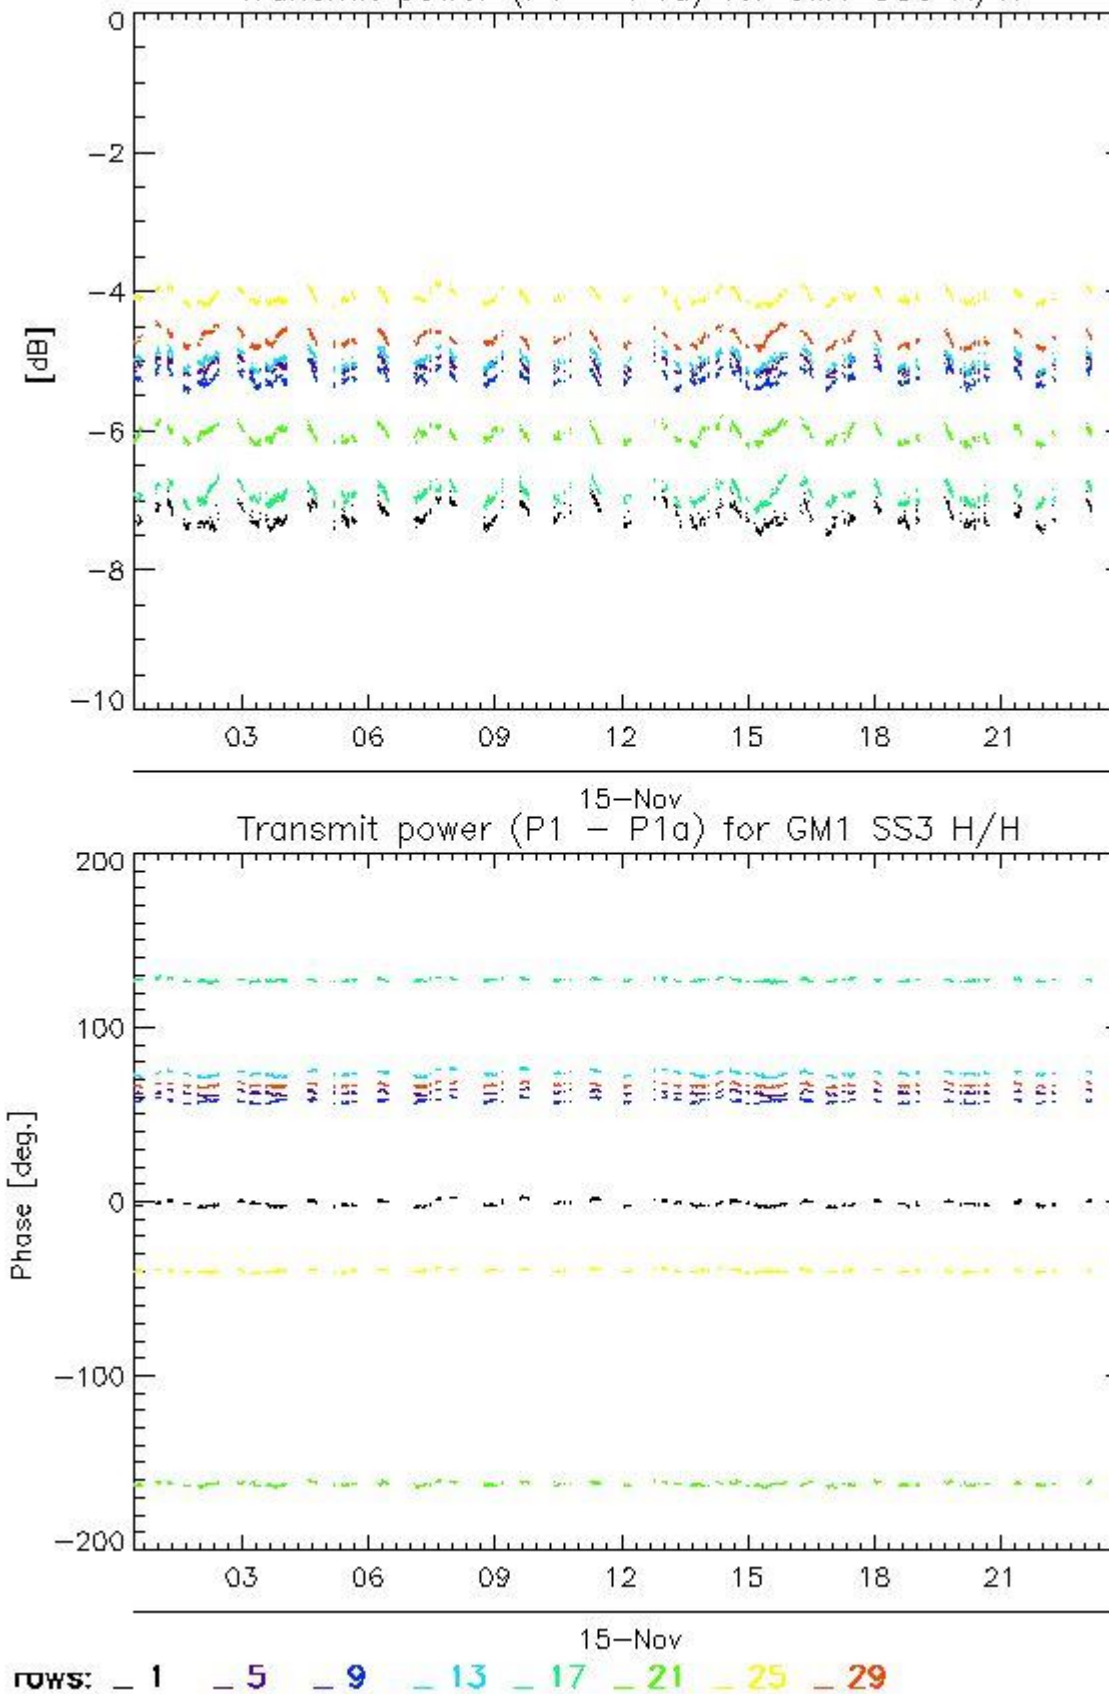 0
−2
−4
[dB]
−6
−8
−10
03 06 09 12 15 18 21
15−Nov
Transmit power (P1 − P1a) for GM1 SS3 H/H
200
100
0
Phase [deg.]
−100
−200
03 06 09 12 15 18 21
15−Nov
rows: _ 1 _ 5 _ 9 _ 13 _ 17 _ 21 _ 25 _ 29